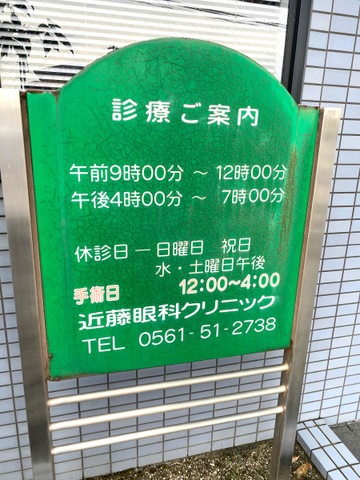 診療ご案内
午前9時00分 ～ 12時00分
午後4時00分 ～ 7時00分
休診日 ― 日曜日 祝日
水・土曜日午後
手術日 12:00~4:00
近藤眼科クリニック
TEL 0561-51-2738